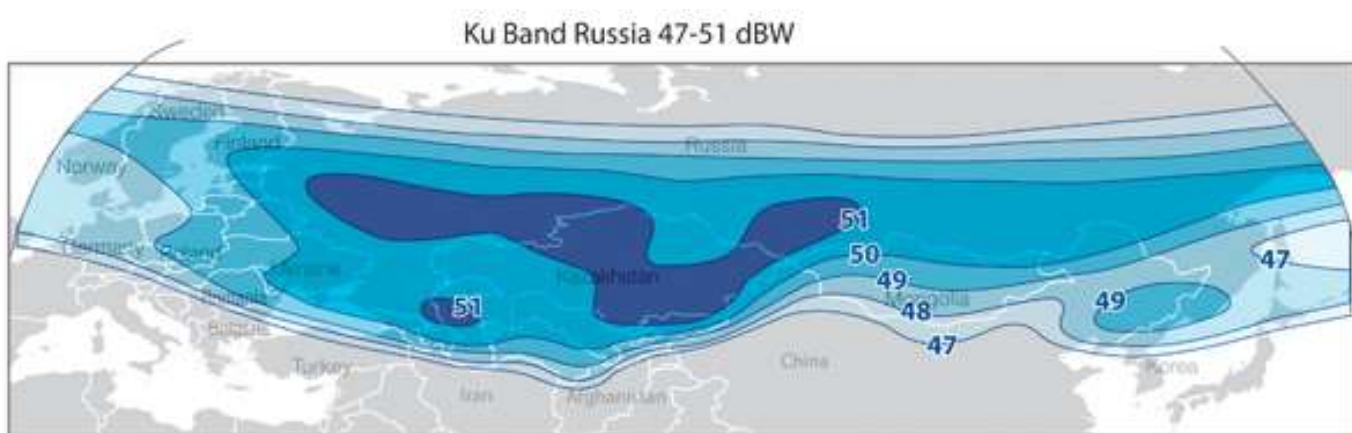 Ku Band Russia 47-51 dBW
Sweden
Finland
Russia
Norway
51
Germany
Poland
50
47
Ukraine
Kazakhstan
49
Romania
51
Mongolia
49
48
Bulgaria
47
Turkey
China
Korea
Iran
Afghanistan